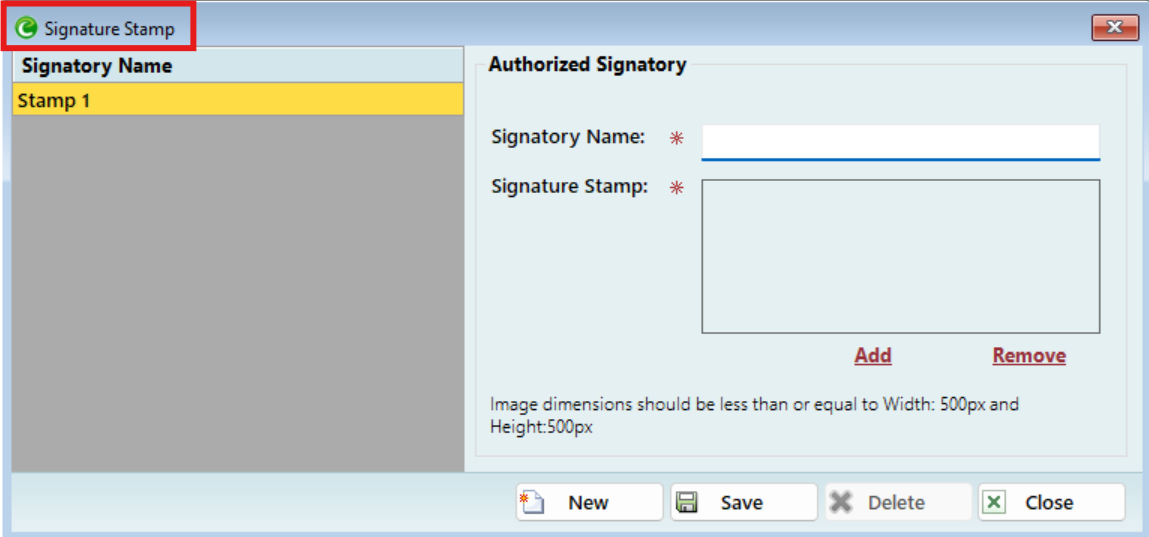 Signature Stamp
Signatory Name
Stamp 1
Authorized Signatory
Signatory Name: *
Signature Stamp: *
Add Remove
Image dimensions should be less than or equal to Width: 500px and
Height:500px
New Save Delete Close